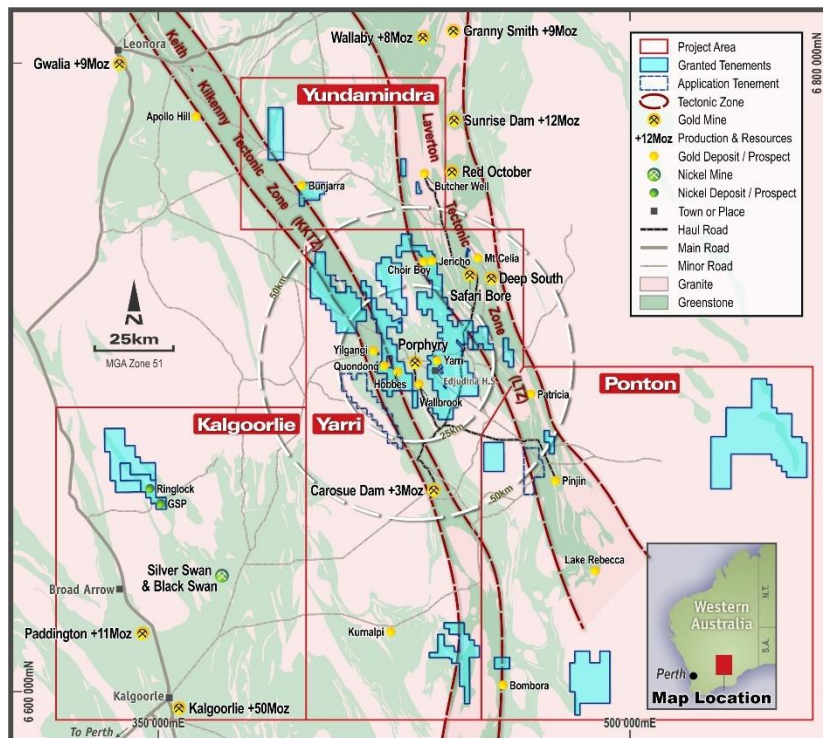 Leonora
Gwalia +9Moz
Wallaby +8Moz
Granny Smith +9Moz
6 800 000mN
Keith - Kilkenny Tectonic Zone (KKTZ)
Yundamindra
Apollo Hill
Sunrise Dam +12Moz
Laverton Tectonic Zone (LTZ)
Red October
Butcher Well
Bunjarra
50km
Choir Boy
Jericho
Mt Celia
Deep South
Safari Bore
N
25km
MGA Zone 51
Yilgangi
Porphyry
Quondong
Yarri
Edjudina H.S.
Hobbes
Wallbrook
Patricia
Ponton
Kalgoorlie
Yarri
25km
Ringlock
GSP
Carosue Dam +3Moz
50km
Pinjin
Silver Swan
& Black Swan
Broad Arrow
Lake Rebecca
Paddington +11Moz
Kurnalpi
Kalgoorle
Bombora
Kalgoorlie +50Moz
6 600 000mN
To Perth
350 000mE
500 000mE
Project Area
Granted Tenements
Application Tenement
Tectonic Zone
Gold Mine
+12Moz Production & Resources
Gold Deposit / Prospect
Nickel Mine
Nickel Deposit / Prospect
Town or Place
Haul Road
Main Road
Minor Road
Granite
Greenstone
Western
Australia
N.T.
S.A.
Perth
Map Location